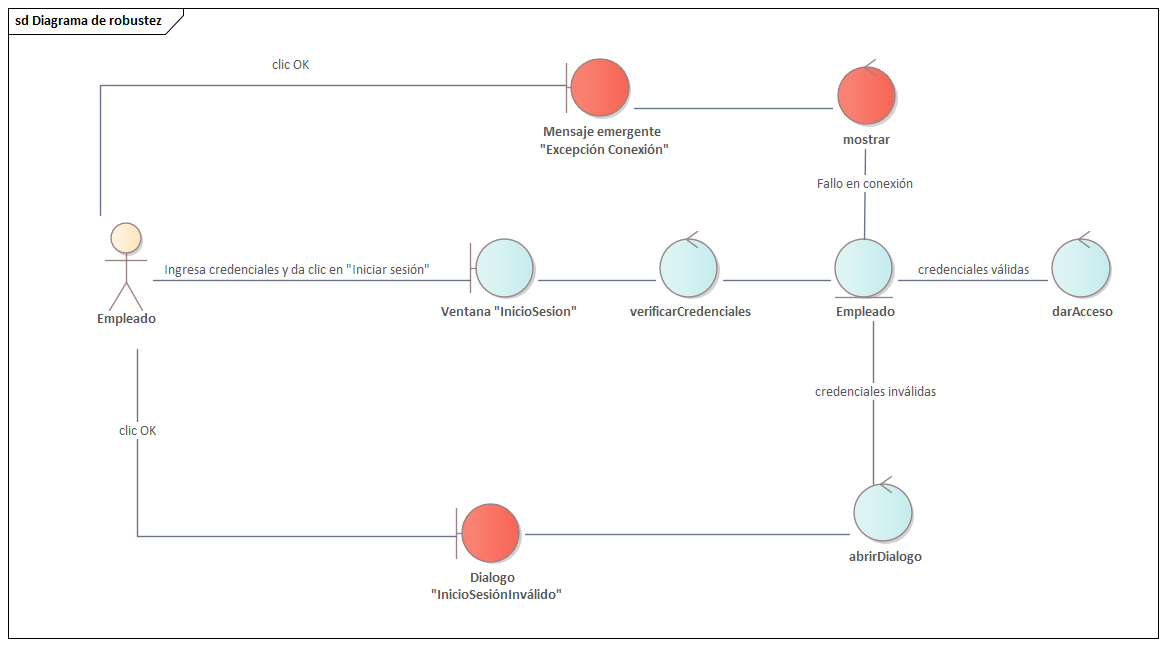 sd Diagrama de robustez
clic OK
Mensaje emergente
"Excepción Conexión"
mostrar
Fallo en conexión
Ingresa credenciales y da clic en "Iniciar sesión"
credenciales válidas
Empleado
Ventana "InicioSesion"
verificarCredenciales
Empleado
darAcceso
credenciales inválidas
clic OK
abrirDialogo
Dialogo
"InicioSesiónInválido"